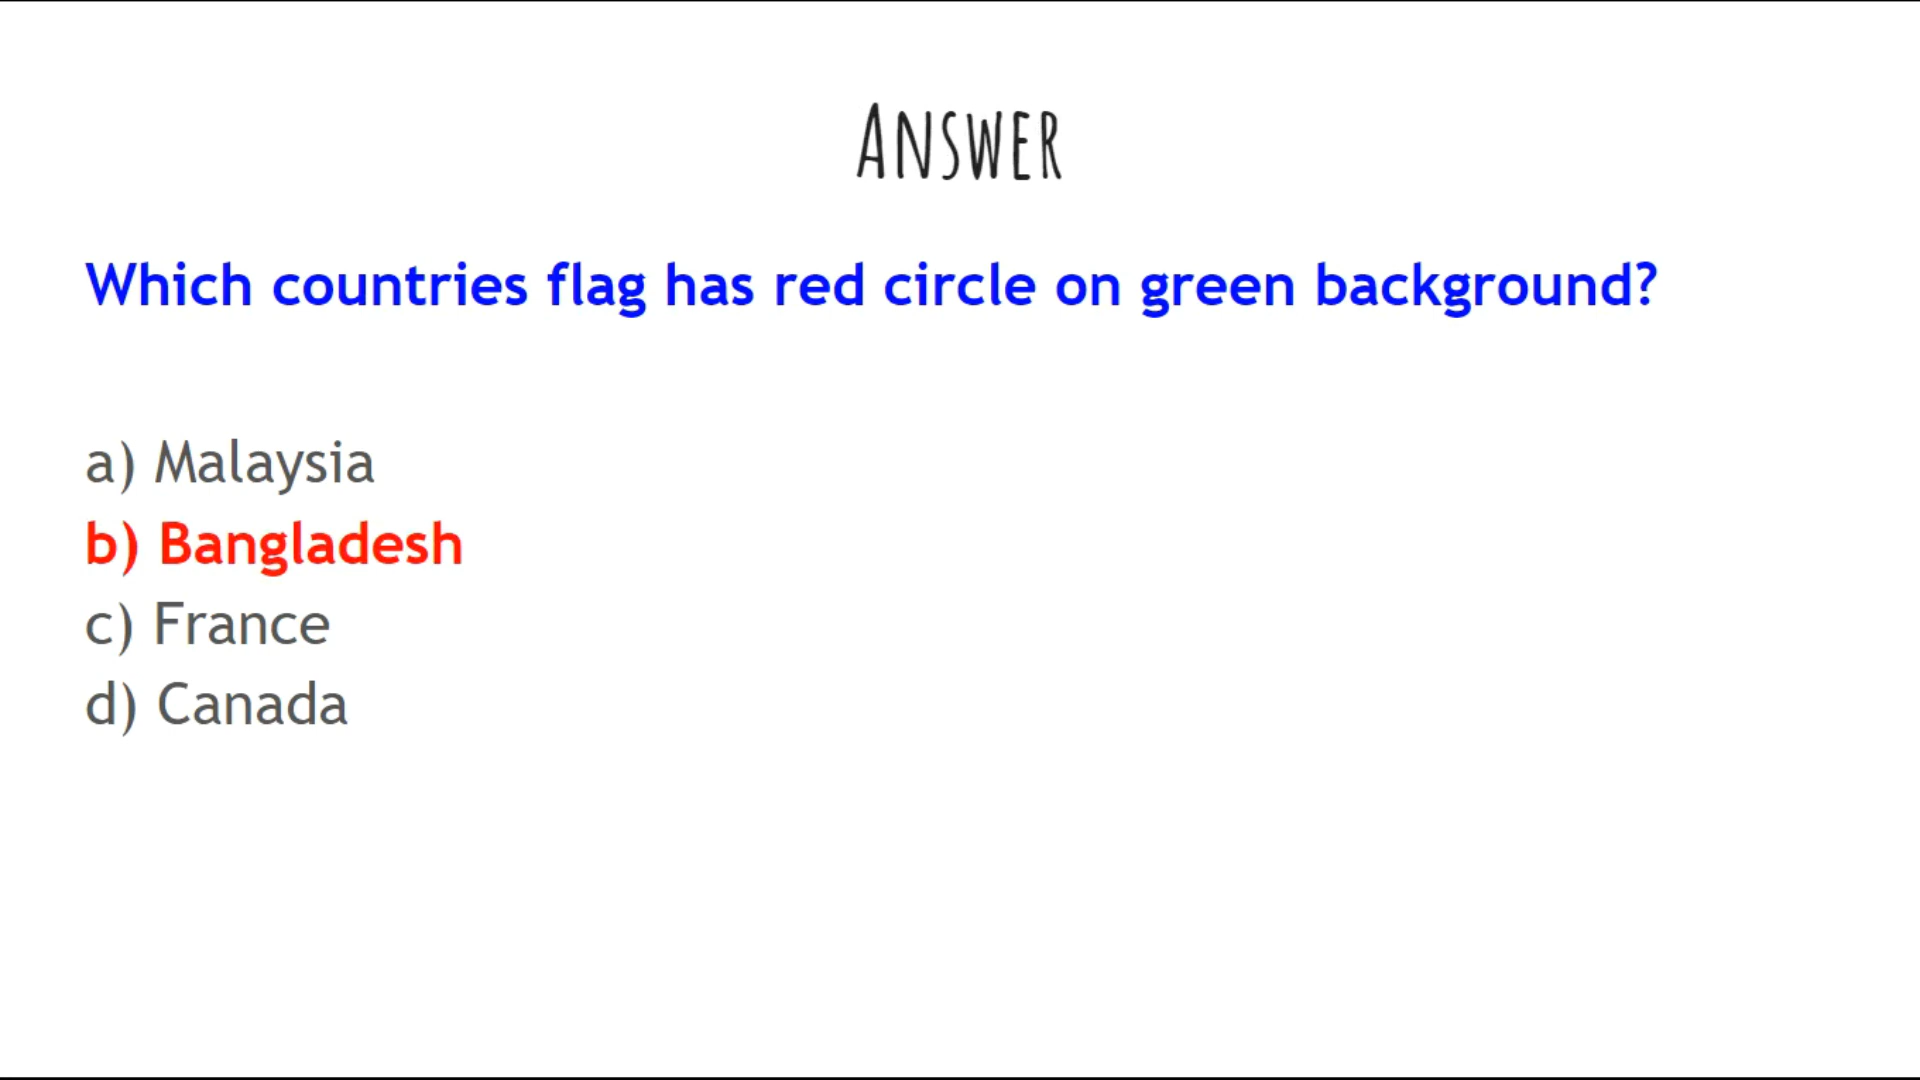 Answer
Which countries flag has red circle on green background?
a) Malaysia
b) Bangladesh
c) France
d) Canada